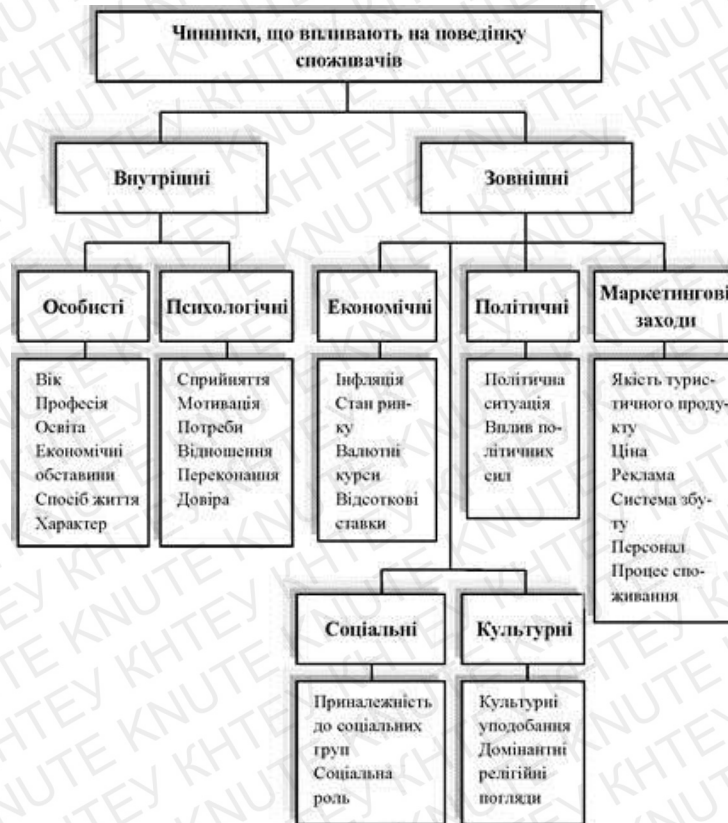 Чинники, що впливають на поведінку
споживачів
Внутрішні
Зовнішні
Особисті
Психологічні
Економічні
Політичні
Маркетингові
заходи
Вік
Професія
Освіта
Економічні
обставини
Спосіб життя
Характер
Сприйняття
Мотивація
Потреби
Відношення
Переконання
Довіра
Інфляція
Стан рин-
ку
Валютні
курси
Відсоткові
ставки
Політична
ситуація
Вплив по-
літичних
сил
Якість турис-
тичного проду-
кту
Ціна
Реклама
Система збу-
ту
Персонал
Процес спо-
живання
Соціальні
Культурні
Приналежність
до соціальних
груп
Соціальна
роль
Культурні
уподобання
Домінантні
релігійні
погляди
KNUTE КНТЕУ